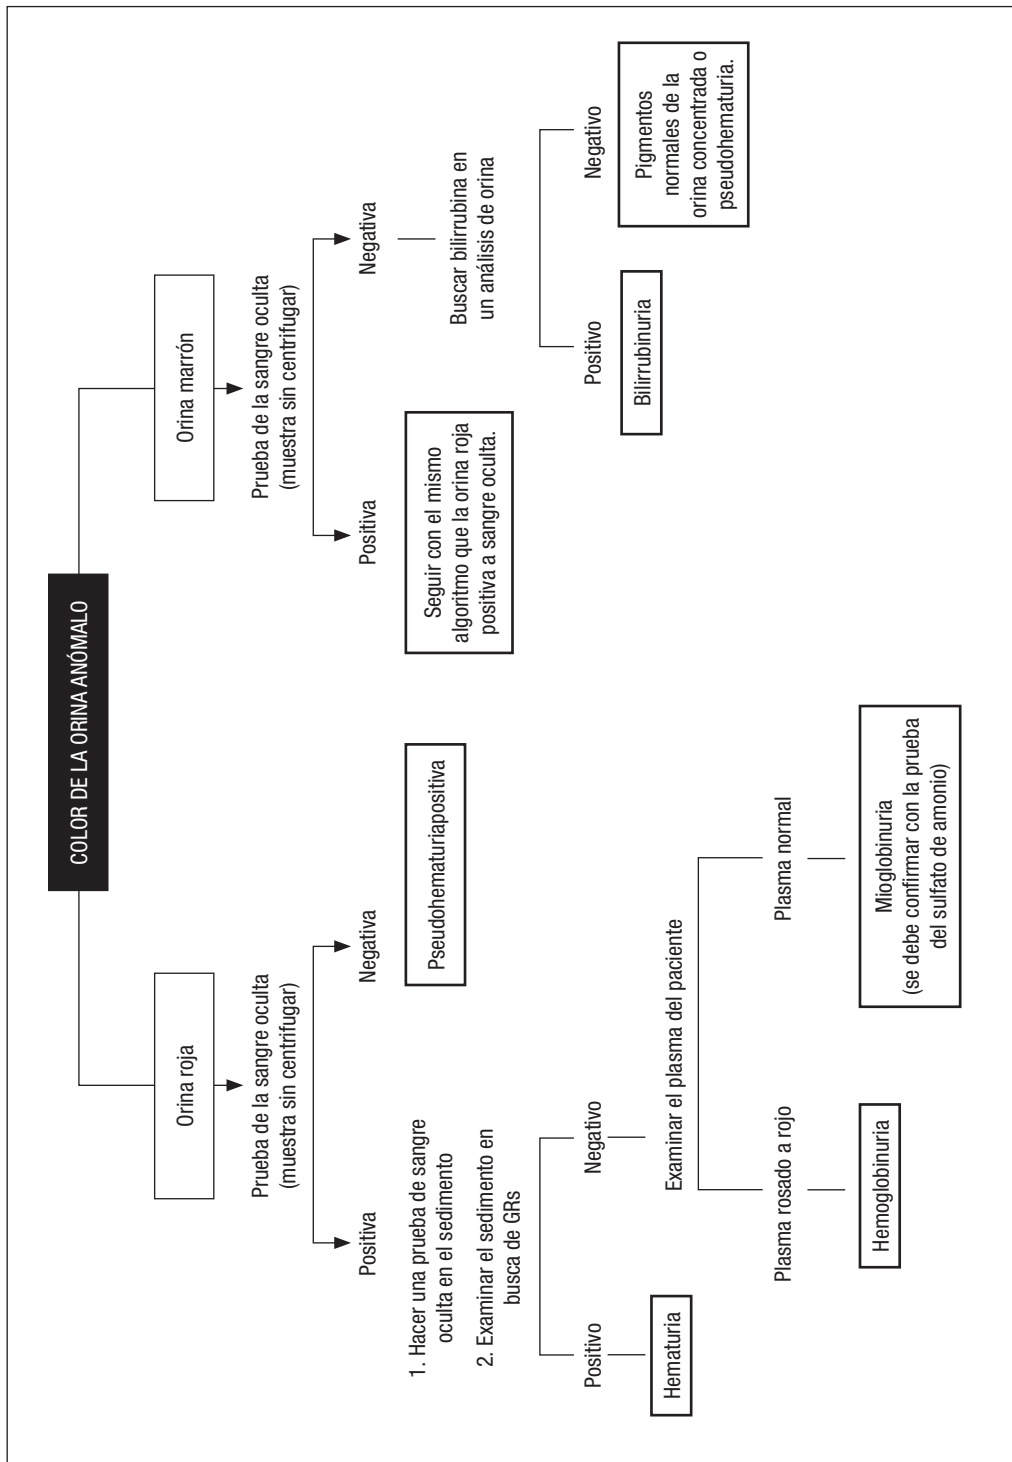 COLOR DE LA ORINA ANÓMALO
Orina roja
Prueba de la sangre oculta
(muestra sin centrifugar)
Positiva
1. Hacer una prueba de sangre
oculta en el sedimento
2. Examinar el sedimento en
busca de GRs
Positivo
Hematuria
Negativo
Examinar el plasma del paciente
Plasma rosado a rojo
Hemoglobinuria
Plasma normal
Mioglobinuria
(se debe confirmar con la prueba
del sulfato de amonio)
Negativa
Pseudohematuriapositiva
Orina marrón
Prueba de la sangre oculta
(muestra sin centrifugar)
Positiva
Seguir con el mismo
algoritmo que la orina roja
positiva a sangre oculta.
Negativa
Buscar bilirrubina en
un análisis de orina
Positivo
Bilirrubinuria
Negativo
Pigmentos
normales de la
orina concentrada o
pseudohematuria.